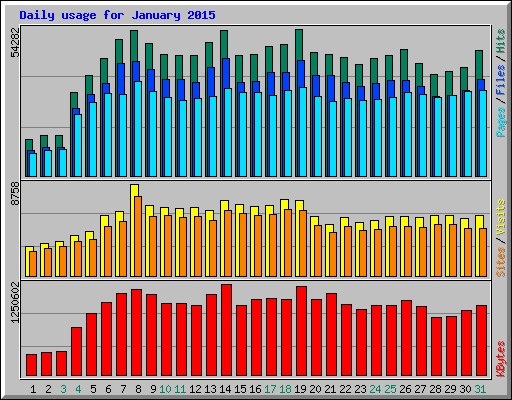 Daily usage for January 2015
54282
Pages / Files / Hits
8758
Sites / Visits
1250602
KBytes
1 2 3 4 5 6 7 8 9 10 11 12 13 14 15 16 17 18 19 20 21 22 23 24 25 26 27 28 29 30 31